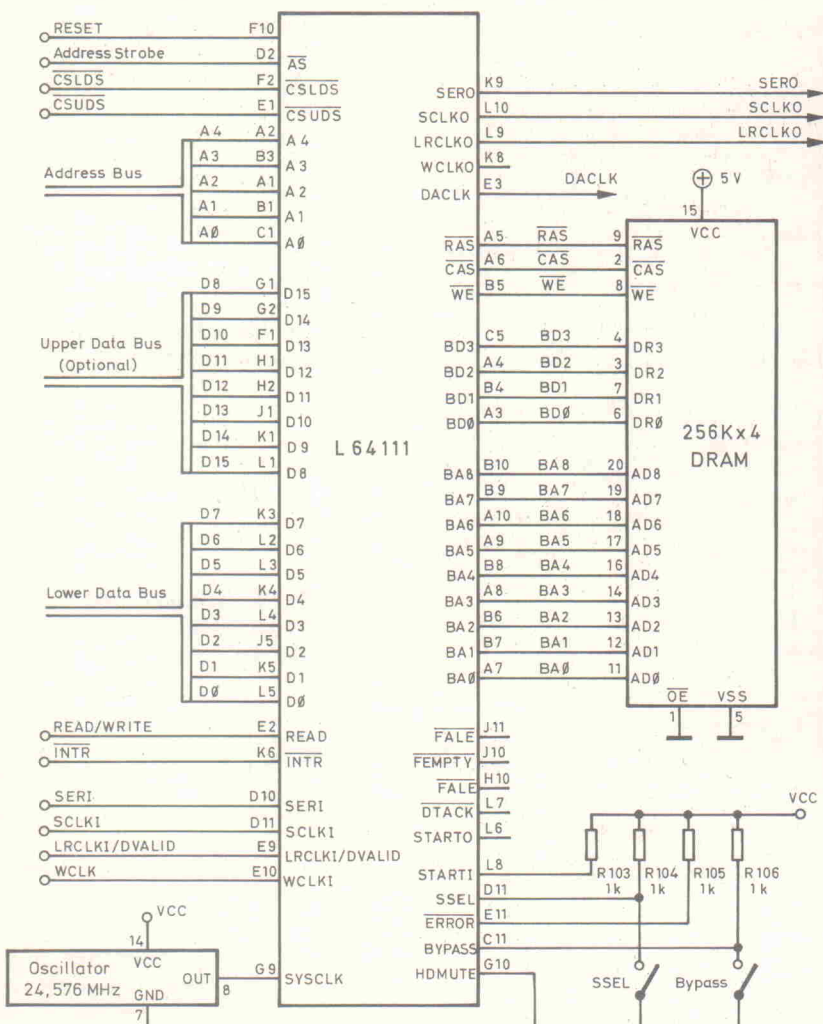 RESET F10
Address Strobe D2 AS
CSLDS F2 CSLDS
CSUDS E1 CSUDS
Address Bus
A4 A2 A4
A3 B3 A3
A2 A1 A2
A1 B1 A1
AØ C1 AØ
Upper Data Bus
(Optional)
D8 G1 D15
D9 G2 D14
D10 F1 D13
D11 H1 D12
D12 H2 D11
D13 J1 D10
D14 K1 D9
D15 L1 D8
Lower Data Bus
D7 K3 D7
D6 L2 D6
D5 L3 D5
D4 K4 D4
D3 L4 D3
D2 J5 D2
D1 K5 D1
DØ L5 DØ
READ/WRITE E2 READ
INTR K6 INTR
SERI D10 SERI
SCLKI D11 SCLKI
LRCLKI/DVALID E9 LRCLKI/DVALID
WCLK E10 WCLKI
VCC
14
VCC
Oscillator
24,576 MHz
OUT 8 G9 SYSCLK
GND
7
L 64111
SERO K9 SERO
SCLKO L10 SCLKO
LRCLKO L9 LRCLKO
WCLKO K8
DACLK E3 DACLK
5V
15
VCC
RAS A5 RAS 9 RAS
CAS A6 CAS 2 CAS
WE B5 WE 8 WE
BD3 C5 BD3 4 DR3
BD2 A4 BD2 3 DR2
BD1 B4 BD1 7 DR1
BDØ A3 BDØ 6 DRØ
256Kx4
DRAM
BA8 B10 BA8 20 AD8
BA7 B9 BA7 19 AD7
BA6 A10 BA6 18 AD6
BA5 A9 BA5 17 AD5
BA4 B8 BA4 16 AD4
BA3 A8 BA3 14 AD3
BA2 B6 BA2 13 AD2
BA1 B7 BA1 12 AD1
BAØ A7 BAØ 11 ADØ
OE VSS
1 5
FALE J11
FEMPTY J10
FALE H10
DTACK L7
STARTO L6
STARTI L8
SSEL D11
ERROR E11
BYPASS C11
HDMUTE G10
VCC
R103 R104 R105 R106
1k 1k 1k 1k
SSEL Bypass